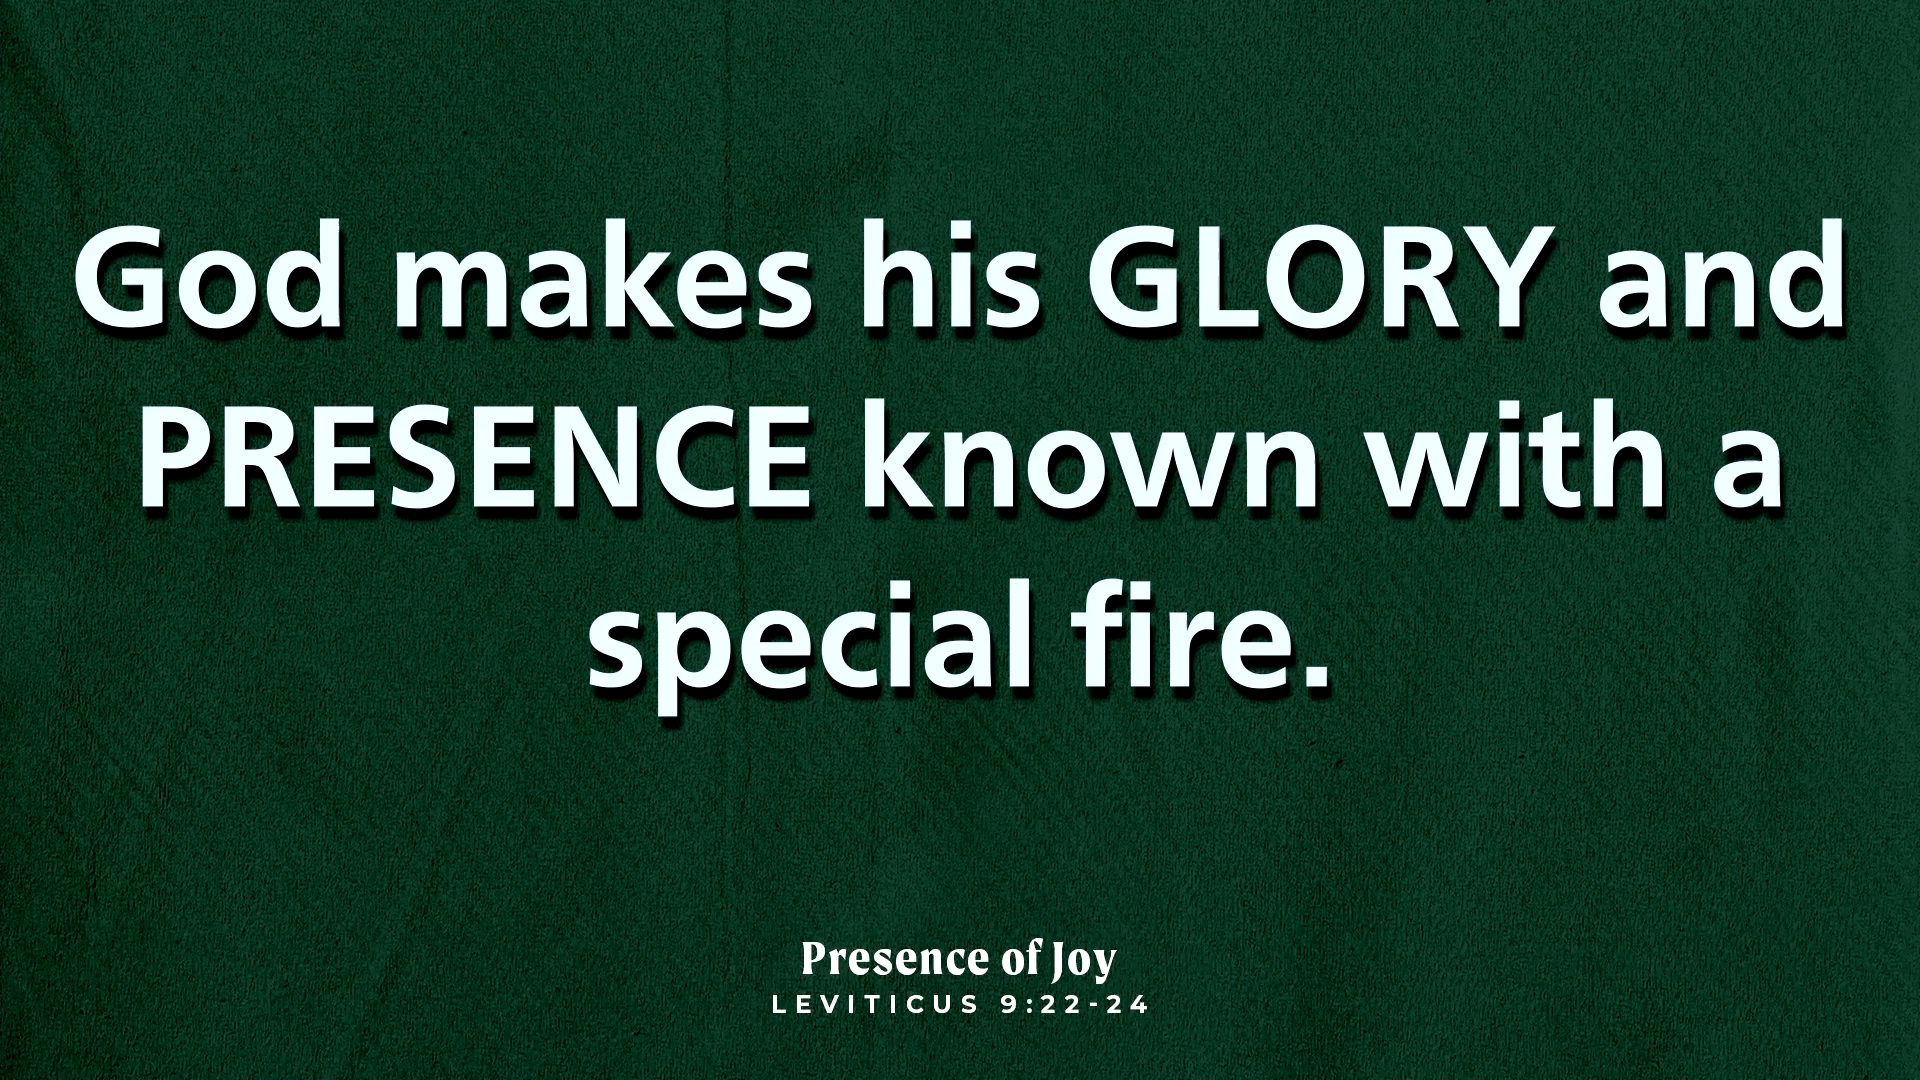 God makes his GLORY and
PRESENCE known with a
special fire.
Presence of Joy
LEVITICUS 9:22-24